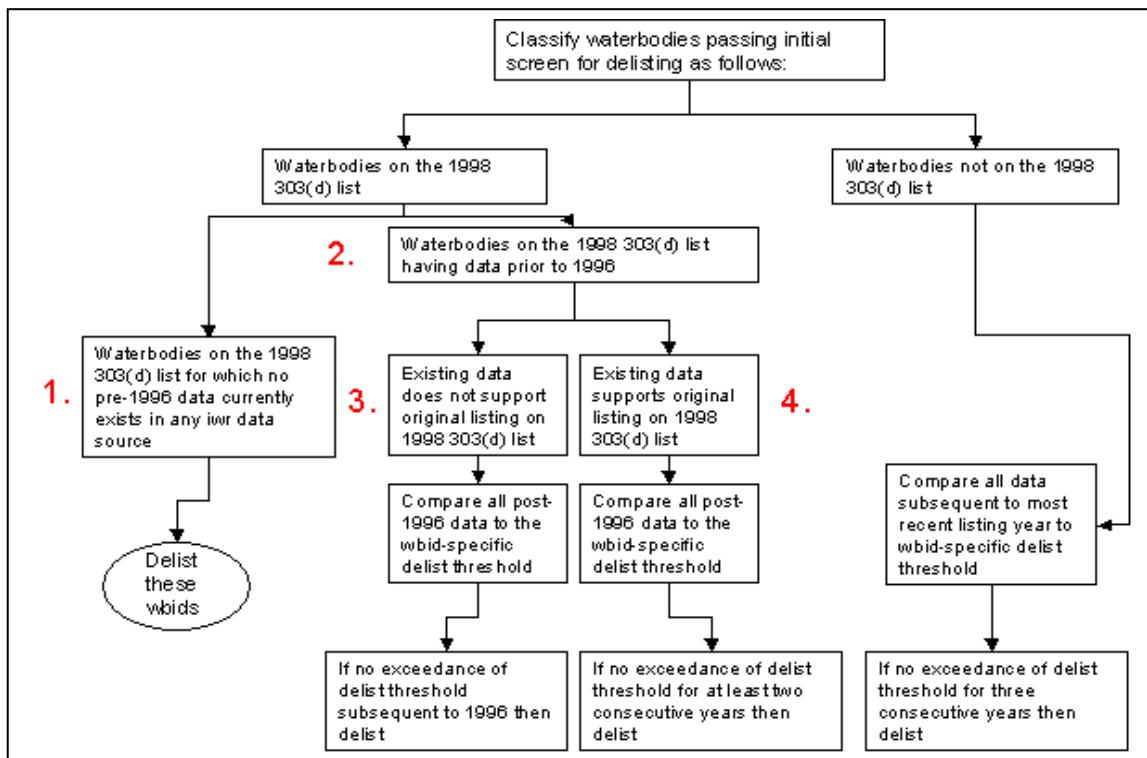 Classify waterbodies passing initial
screen for delisting as follows:
Waterbodies on the 1998
303(d) list
Waterbodies not on the 1998
303(d) list
2.
Waterbodies on the 1998 303(d) list
having data prior to 1996
1.
Waterbodies on the 1998
303(d) list for which no
pre-1996 data currently
exists in any iwr data
source
3.
Existing data
does not support
original listing on
1998 303(d) list
Existing data
supports original
listing on 1998
303(d) list
4.
Delist
these
wbids
Compare all post-
1996 data to the
wbid-specific
delist threshold
Compare all post-
1996 data to the
wbid-specific
delist threshold
Compare all data
subsequent to most
recent listing year to
wbid-specific delist
threshold
If no exceedance of
delist threshold
subsequent to 1996 then
delist
If no exceedance of delist
threshold for at least two
consecutive years then
delist
If no exceedance of delist
threshold for three
consecutive years then
delist